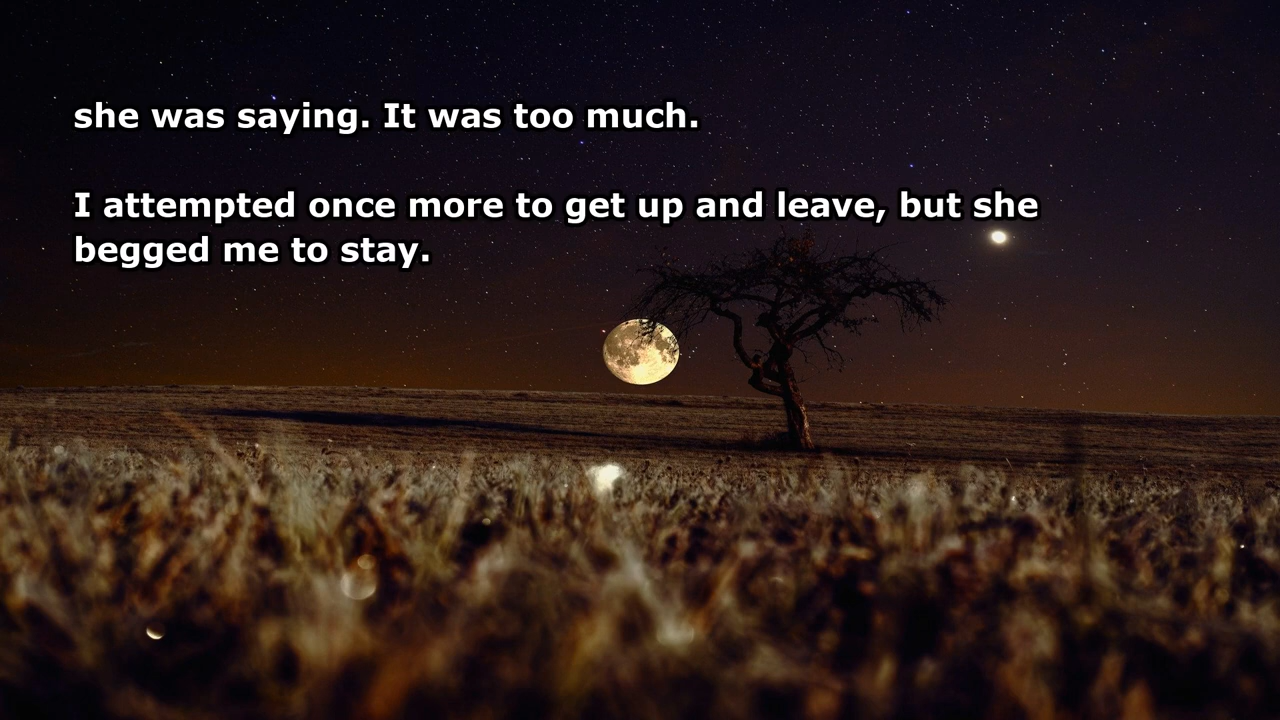 she was saying. It was too much.
I attempted once more to get up and leave, but she
begged me to stay.